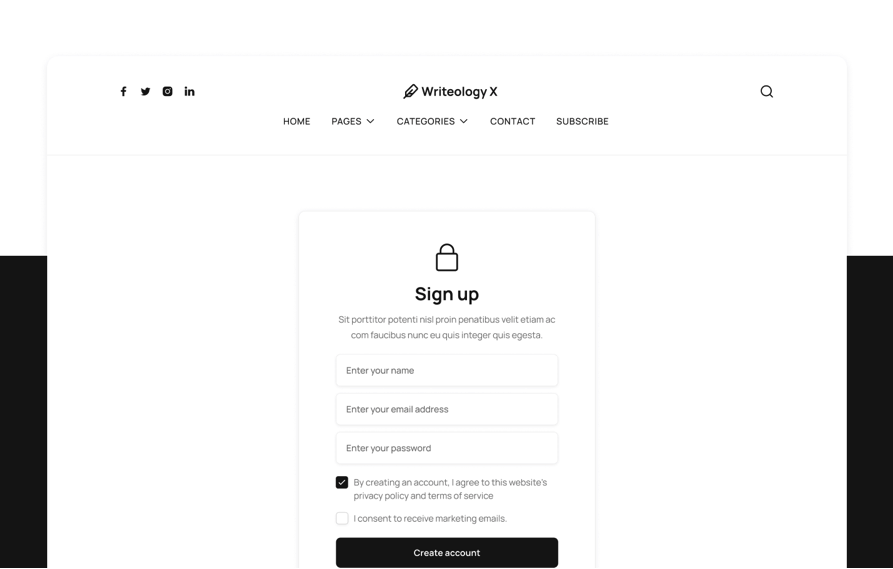 Writeology X
HOME PAGES CATEGORIES CONTACT SUBSCRIBE
Sign up
Sit porttitor potenti nisl proin penatibus velit etiam ac
com faucibus nunc eu quis integer quis egesta.
Enter your name
Enter your email address
Enter your password
By creating an account, I agree to this website's
privacy policy and terms of service
I consent to receive marketing emails.
Create account